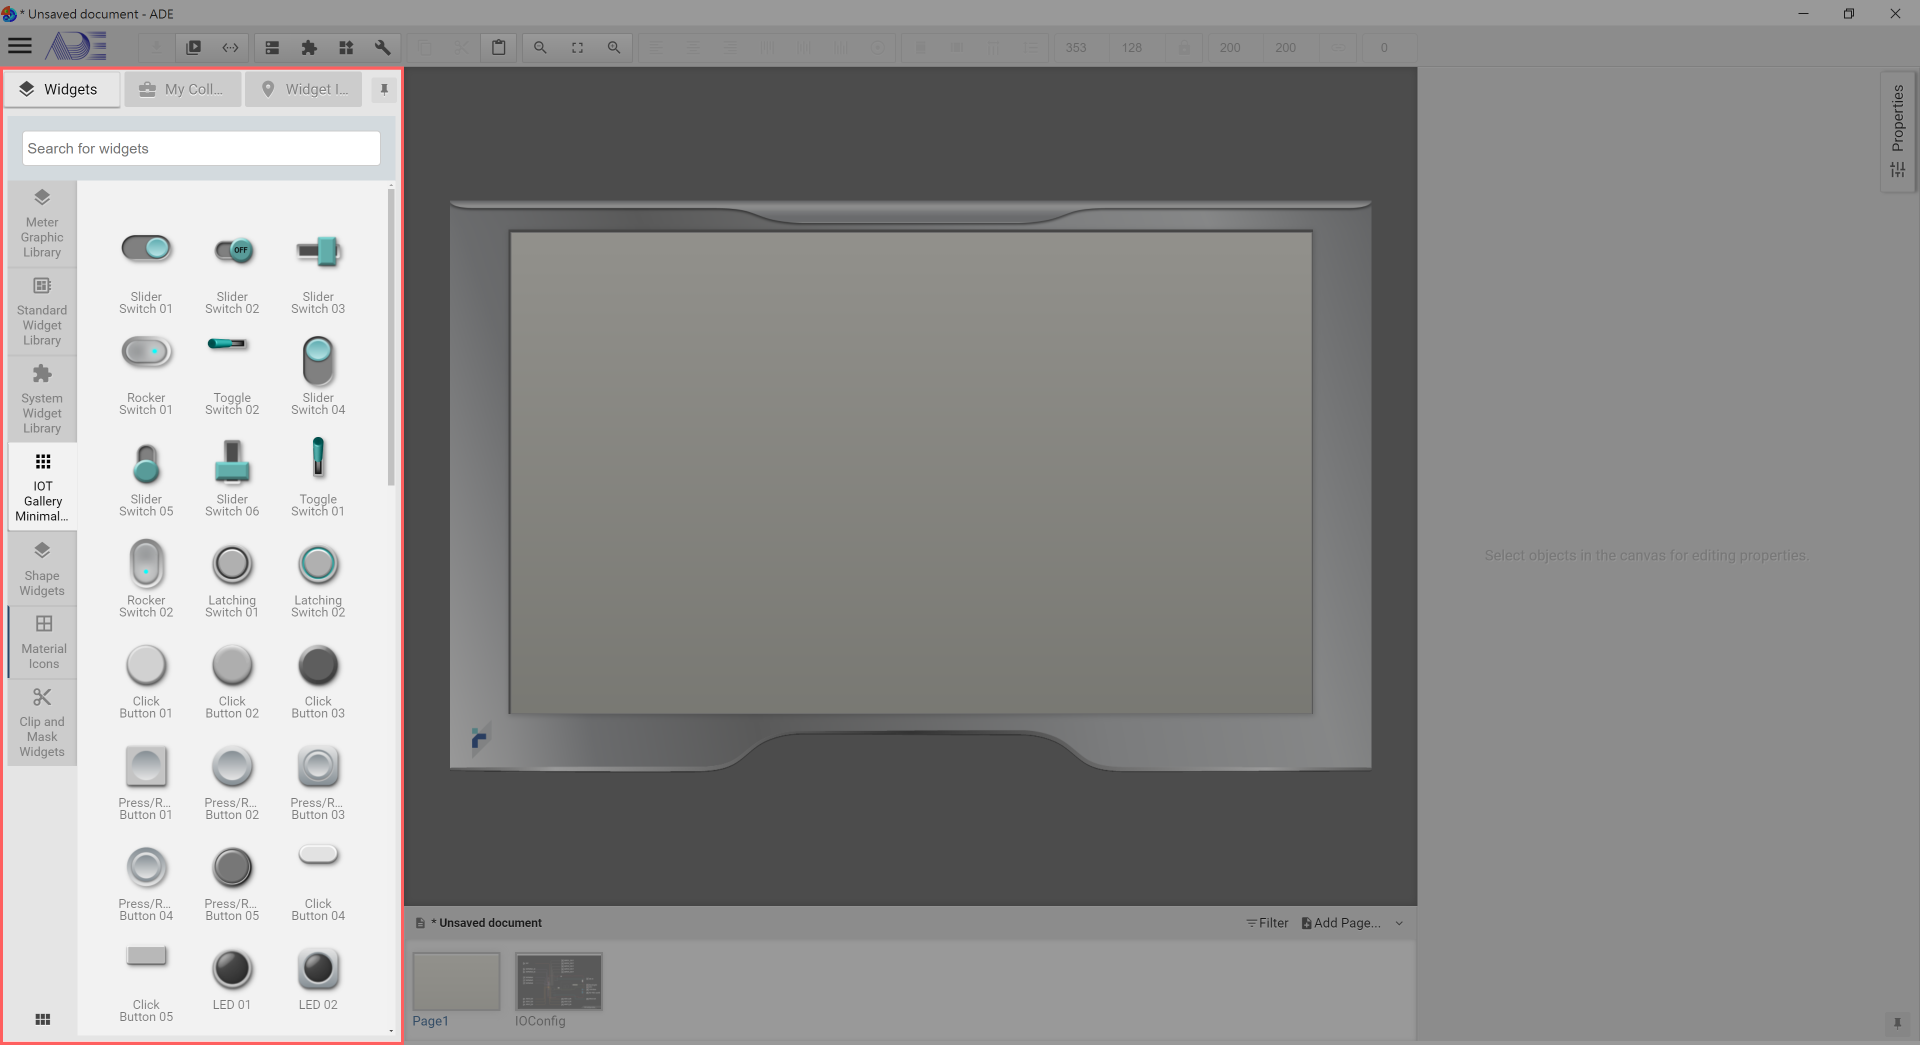 * Unsaved document - ADE
ADE
353
128
200
200
0
Widgets
My Coll...
Widget I...
Search for widgets
Meter
Graphic
Library
Standard
Widget
Library
System
Widget
Library
IOT
Gallery
Minimal...
Shape
Widgets
Material
Icons
Clip and
Mask
Widgets
OFF
Slider
Switch 01
Slider
Switch 02
Slider
Switch 03
Rocker
Switch 01
Toggle
Switch 02
Slider
Switch 04
Slider
Switch 05
Slider
Switch 06
Toggle
Switch 01
Rocker
Switch 02
Latching
Switch 01
Latching
Switch 02
Click
Button 01
Click
Button 02
Click
Button 03
Press/R...
Button 01
Press/R...
Button 02
Press/R...
Button 03
Press/R...
Button 04
Press/R...
Button 05
Click
Button 04
Click
Button 05
LED 01
LED 02
* Unsaved document
Filter
Add Page...
Page1
IOConfig
Properties
Select objects in the canvas for editing properties.